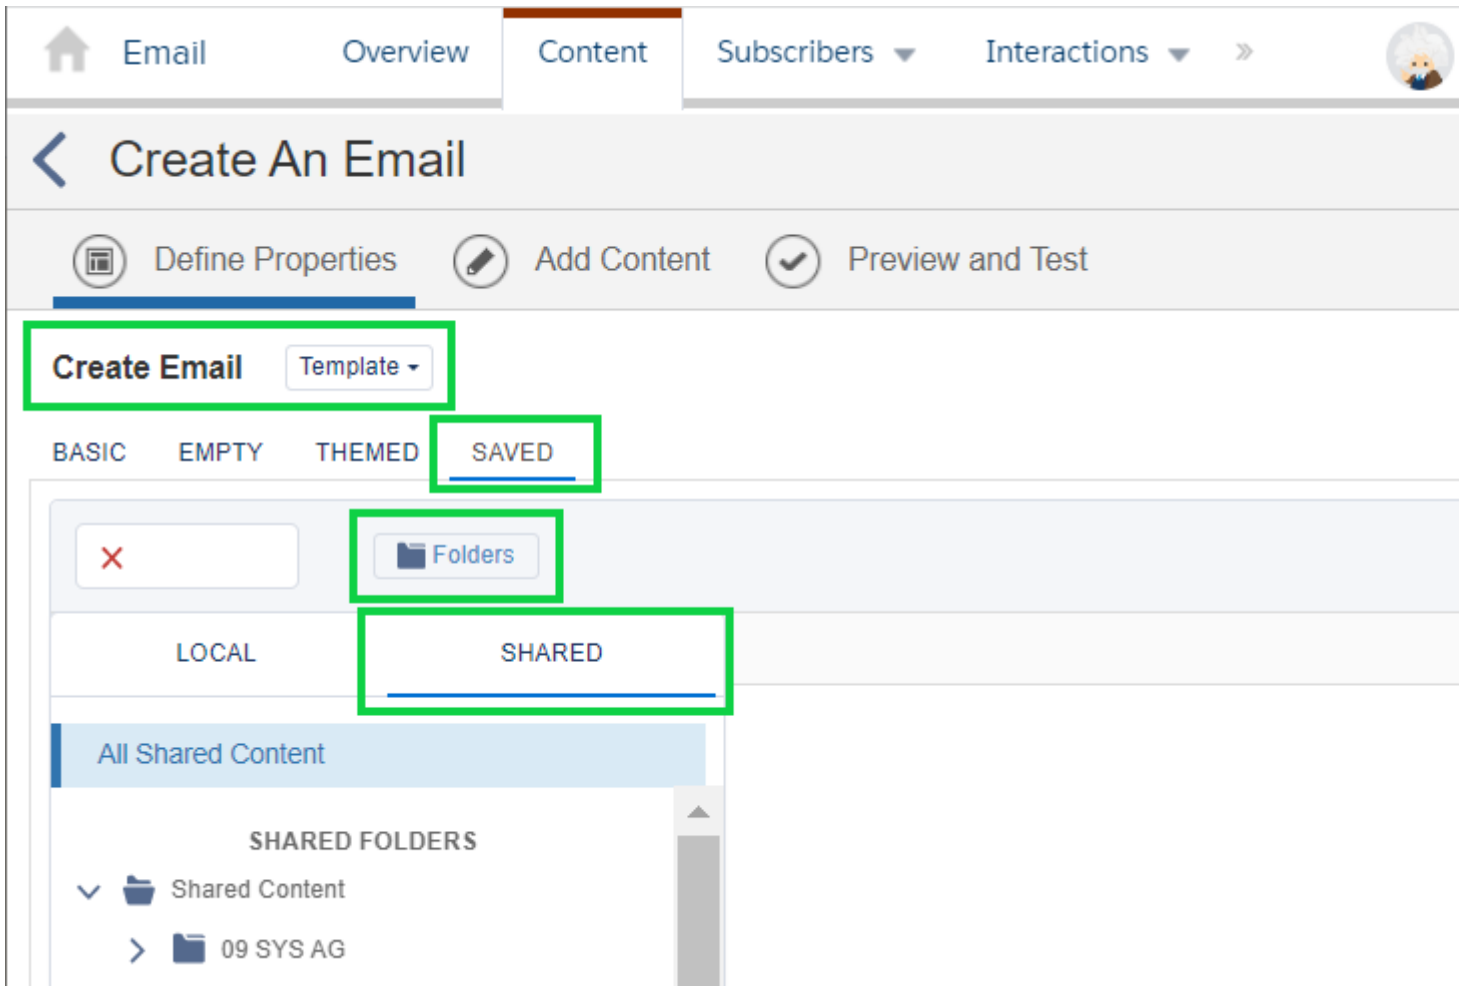 Email Overview Content Subscribers Interactions »
Create An Email
Define Properties Add Content Preview and Test
Create Email Template
BASIC EMPTY THEMED SAVED
Folders
LOCAL SHARED
All Shared Content
SHARED FOLDERS
Shared Content
09 SYS AG